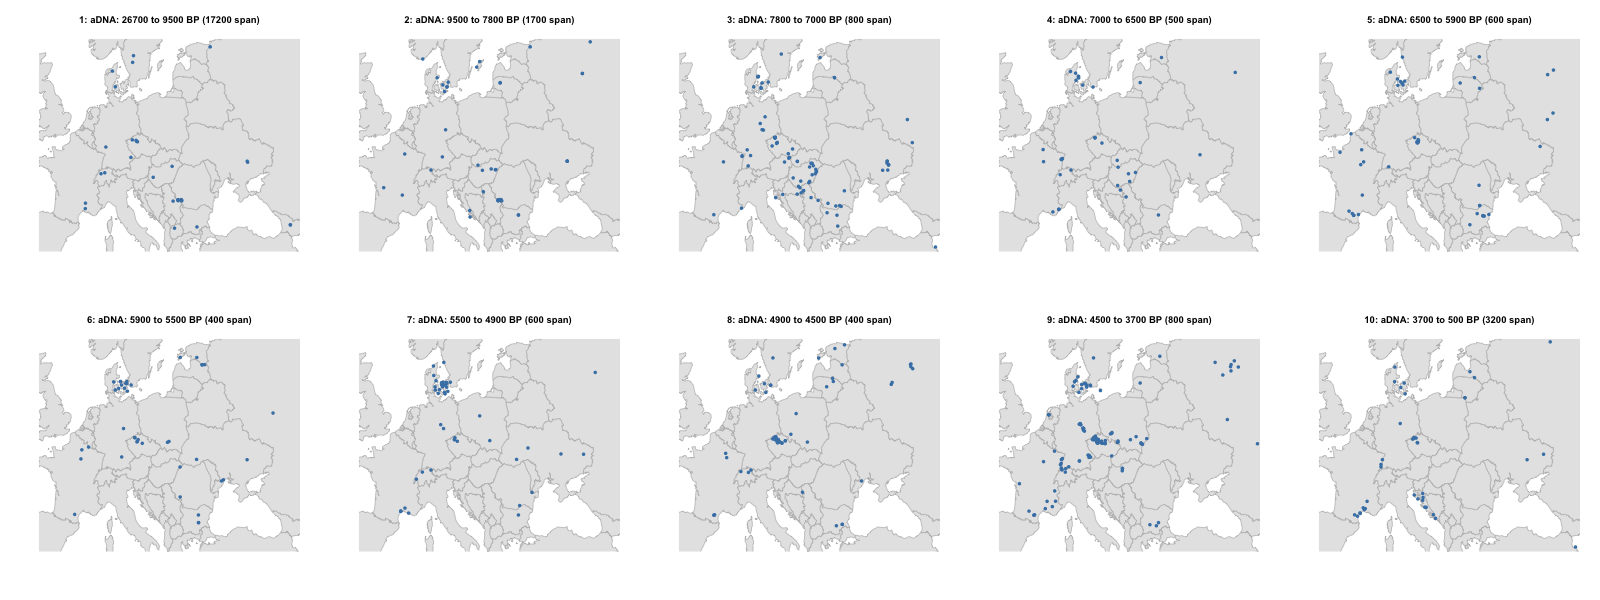 1: aDNA: 26700 to 9500 BP (17200 span)
2: aDNA: 9500 to 7800 BP (1700 span)
3: aDNA: 7800 to 7000 BP (800 span)
4: aDNA: 7000 to 6500 BP (500 span)
5: aDNA: 6500 to 5900 BP (600 span)
6: aDNA: 5900 to 5500 BP (400 span)
7: aDNA: 5500 to 4900 BP (600 span)
8: aDNA: 4900 to 4500 BP (400 span)
9: aDNA: 4500 to 3700 BP (800 span)
10: aDNA: 3700 to 500 BP (3200 span)